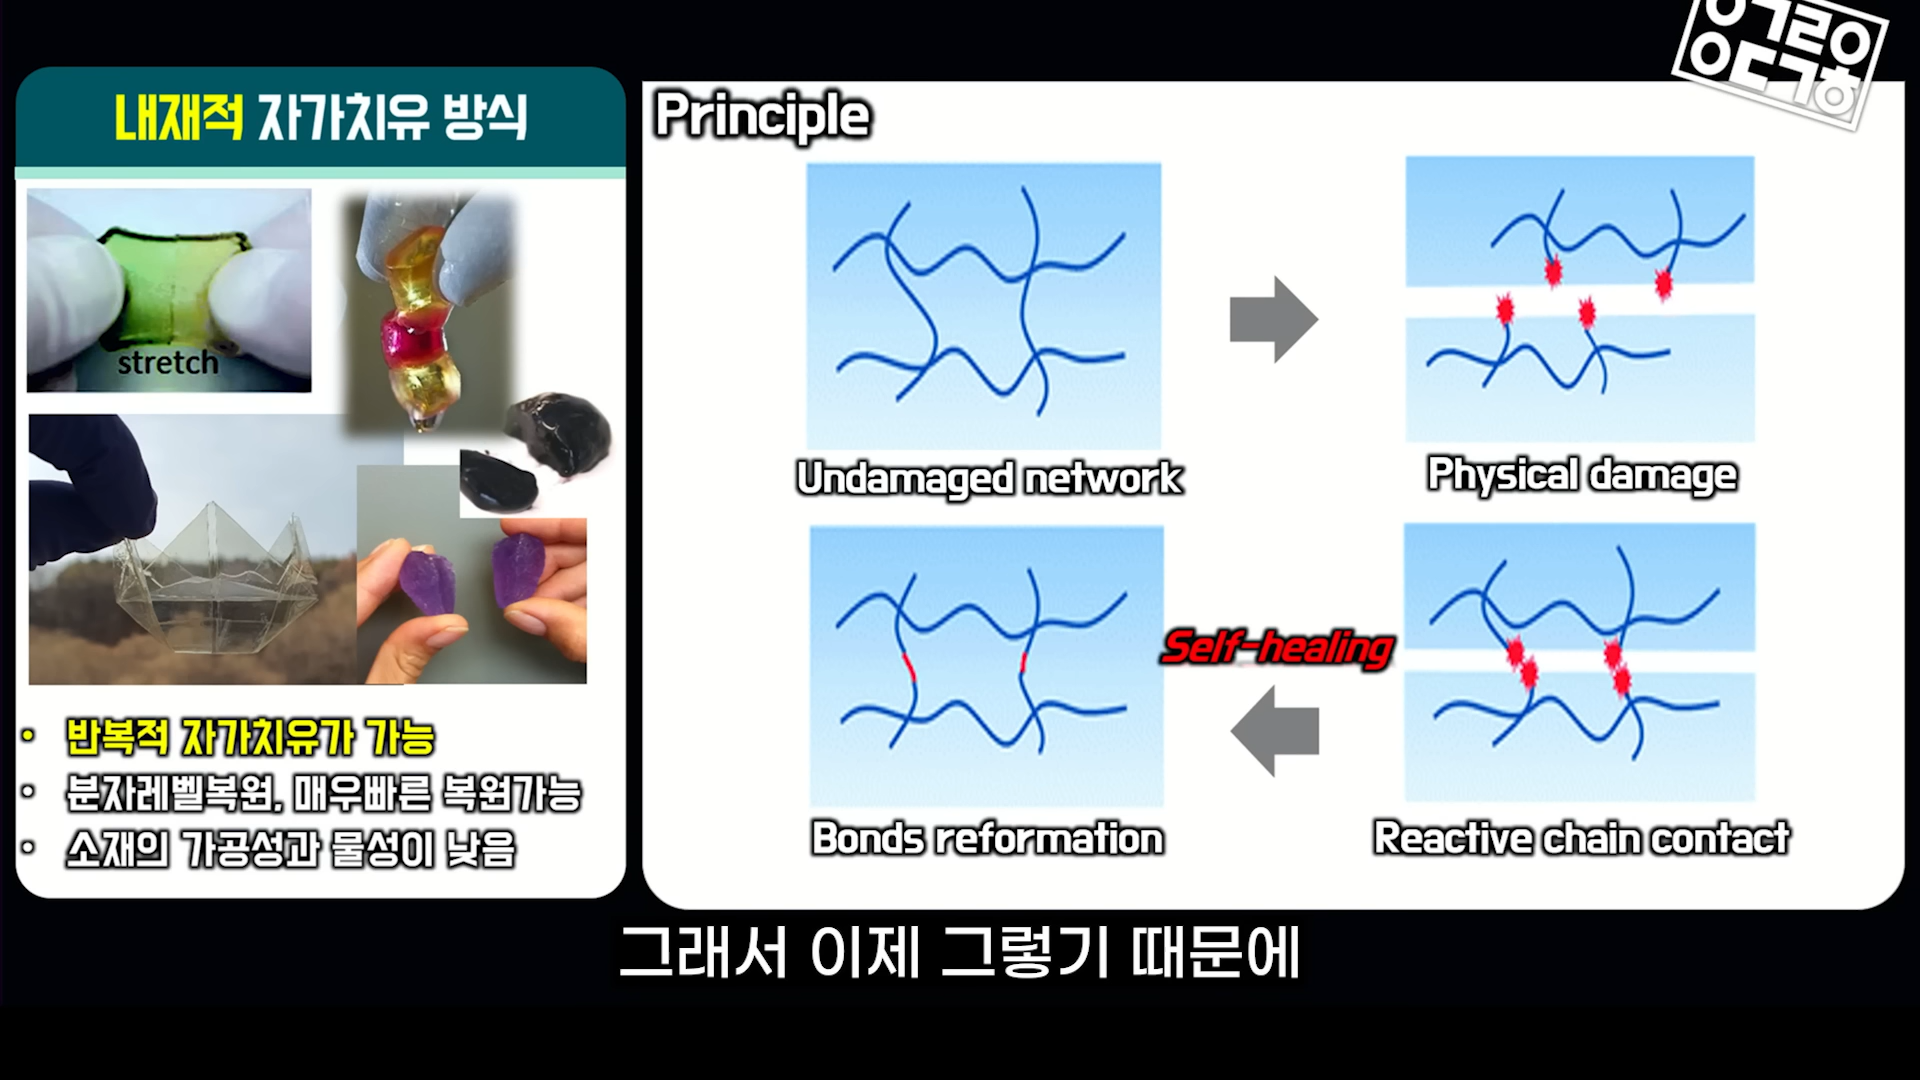 내재적 자가치유 방식
stretch
• 반복적 자가치유가 가능
• 분자레벨복원, 매우빠른 복원가능
• 소재의 가공성과 물성이 낮음
Principle
Undamaged network
Physical damage
Self-healing
Bonds reformation
Reactive chain contact
그래서 이제 그렇기 때문에